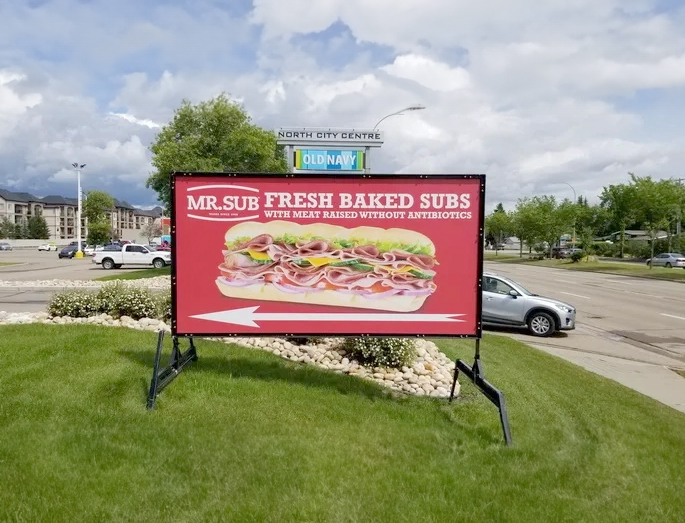 NORTH CITY CENTRE
OLD NAVY
MR.SUB
FRESH BAKED SUBS
WITH MEAT RAISED WITHOUT ANTIBIOTICS